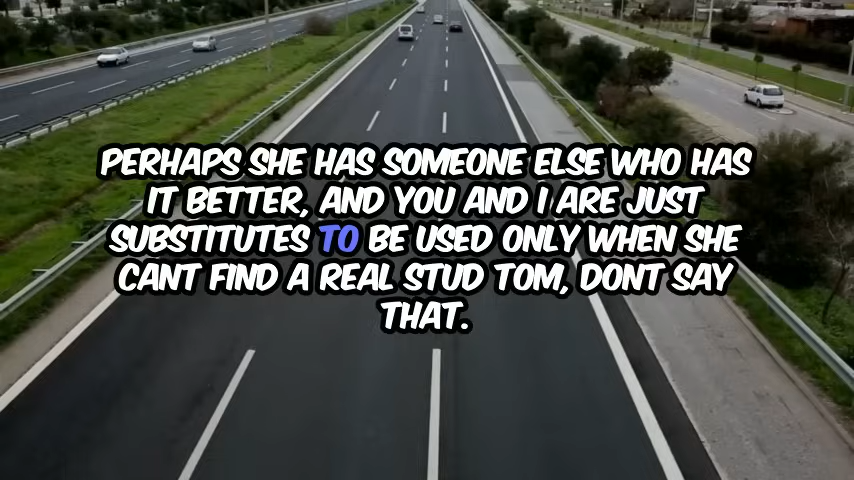 PERHAPS SHE HAS SOMEONE ELSE WHO HAS
IT BETTER, AND YOU AND I ARE JUST
SUBSTITUTES TO BE USED ONLY WHEN SHE
CANT FIND A REAL STUD TOM, DONT SAY
THAT.